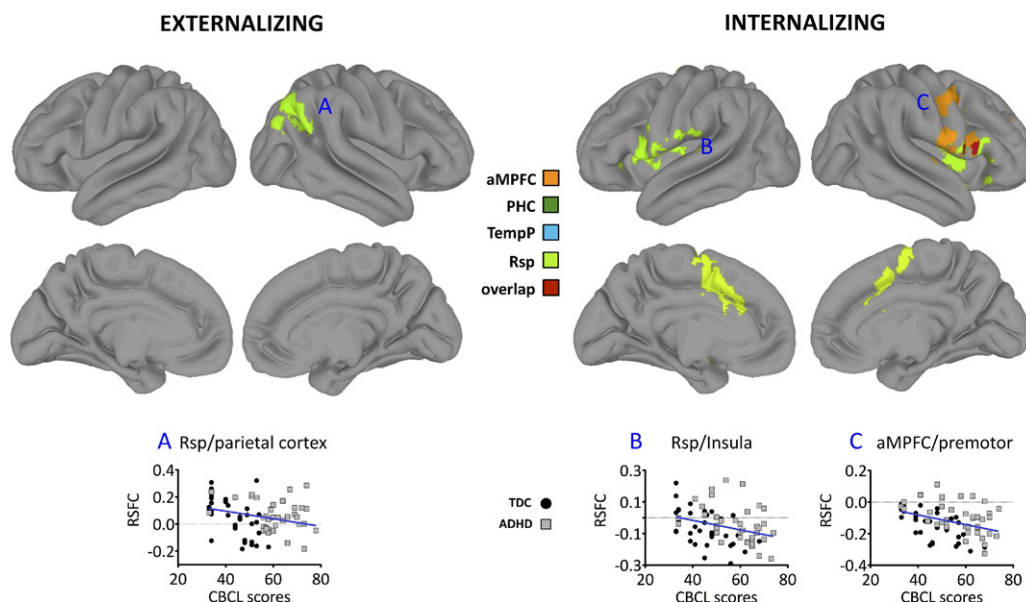 EXTERNALIZING
INTERNALIZING
A
B
C
aMPFC
PHC
TempP
Rsp
overlap
A Rsp/parietal cortex
RSFC
0.4
0.2
0.0
-0.2
20 40 60 80
CBCL scores
TDC
ADHD
B Rsp/Insula
RSFC
0.3
0.1
-0.1
-0.3
20 40 60 80
CBCL scores
C aMPFC/premotor
RSFC
0.2
-0.0
-0.2
-0.4
20 40 60 80
CBCL scores